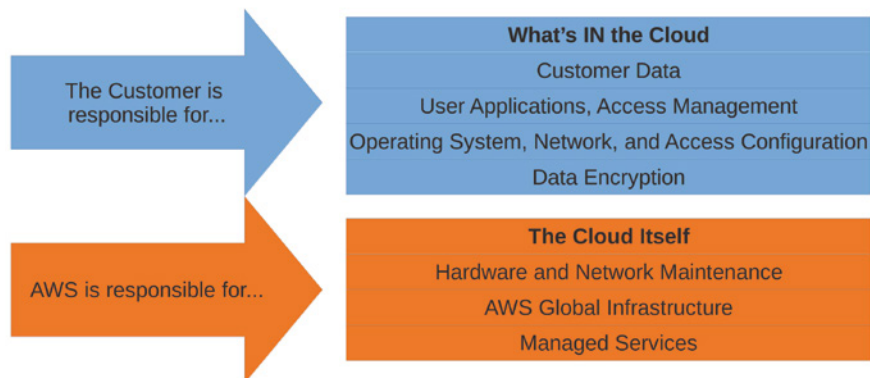 The Customer is
responsible for...
What's IN the Cloud
Customer Data
User Applications, Access Management
Operating System, Network, and Access Configuration
Data Encryption
AWS is responsible for...
The Cloud Itself
Hardware and Network Maintenance
AWS Global Infrastructure
Managed Services